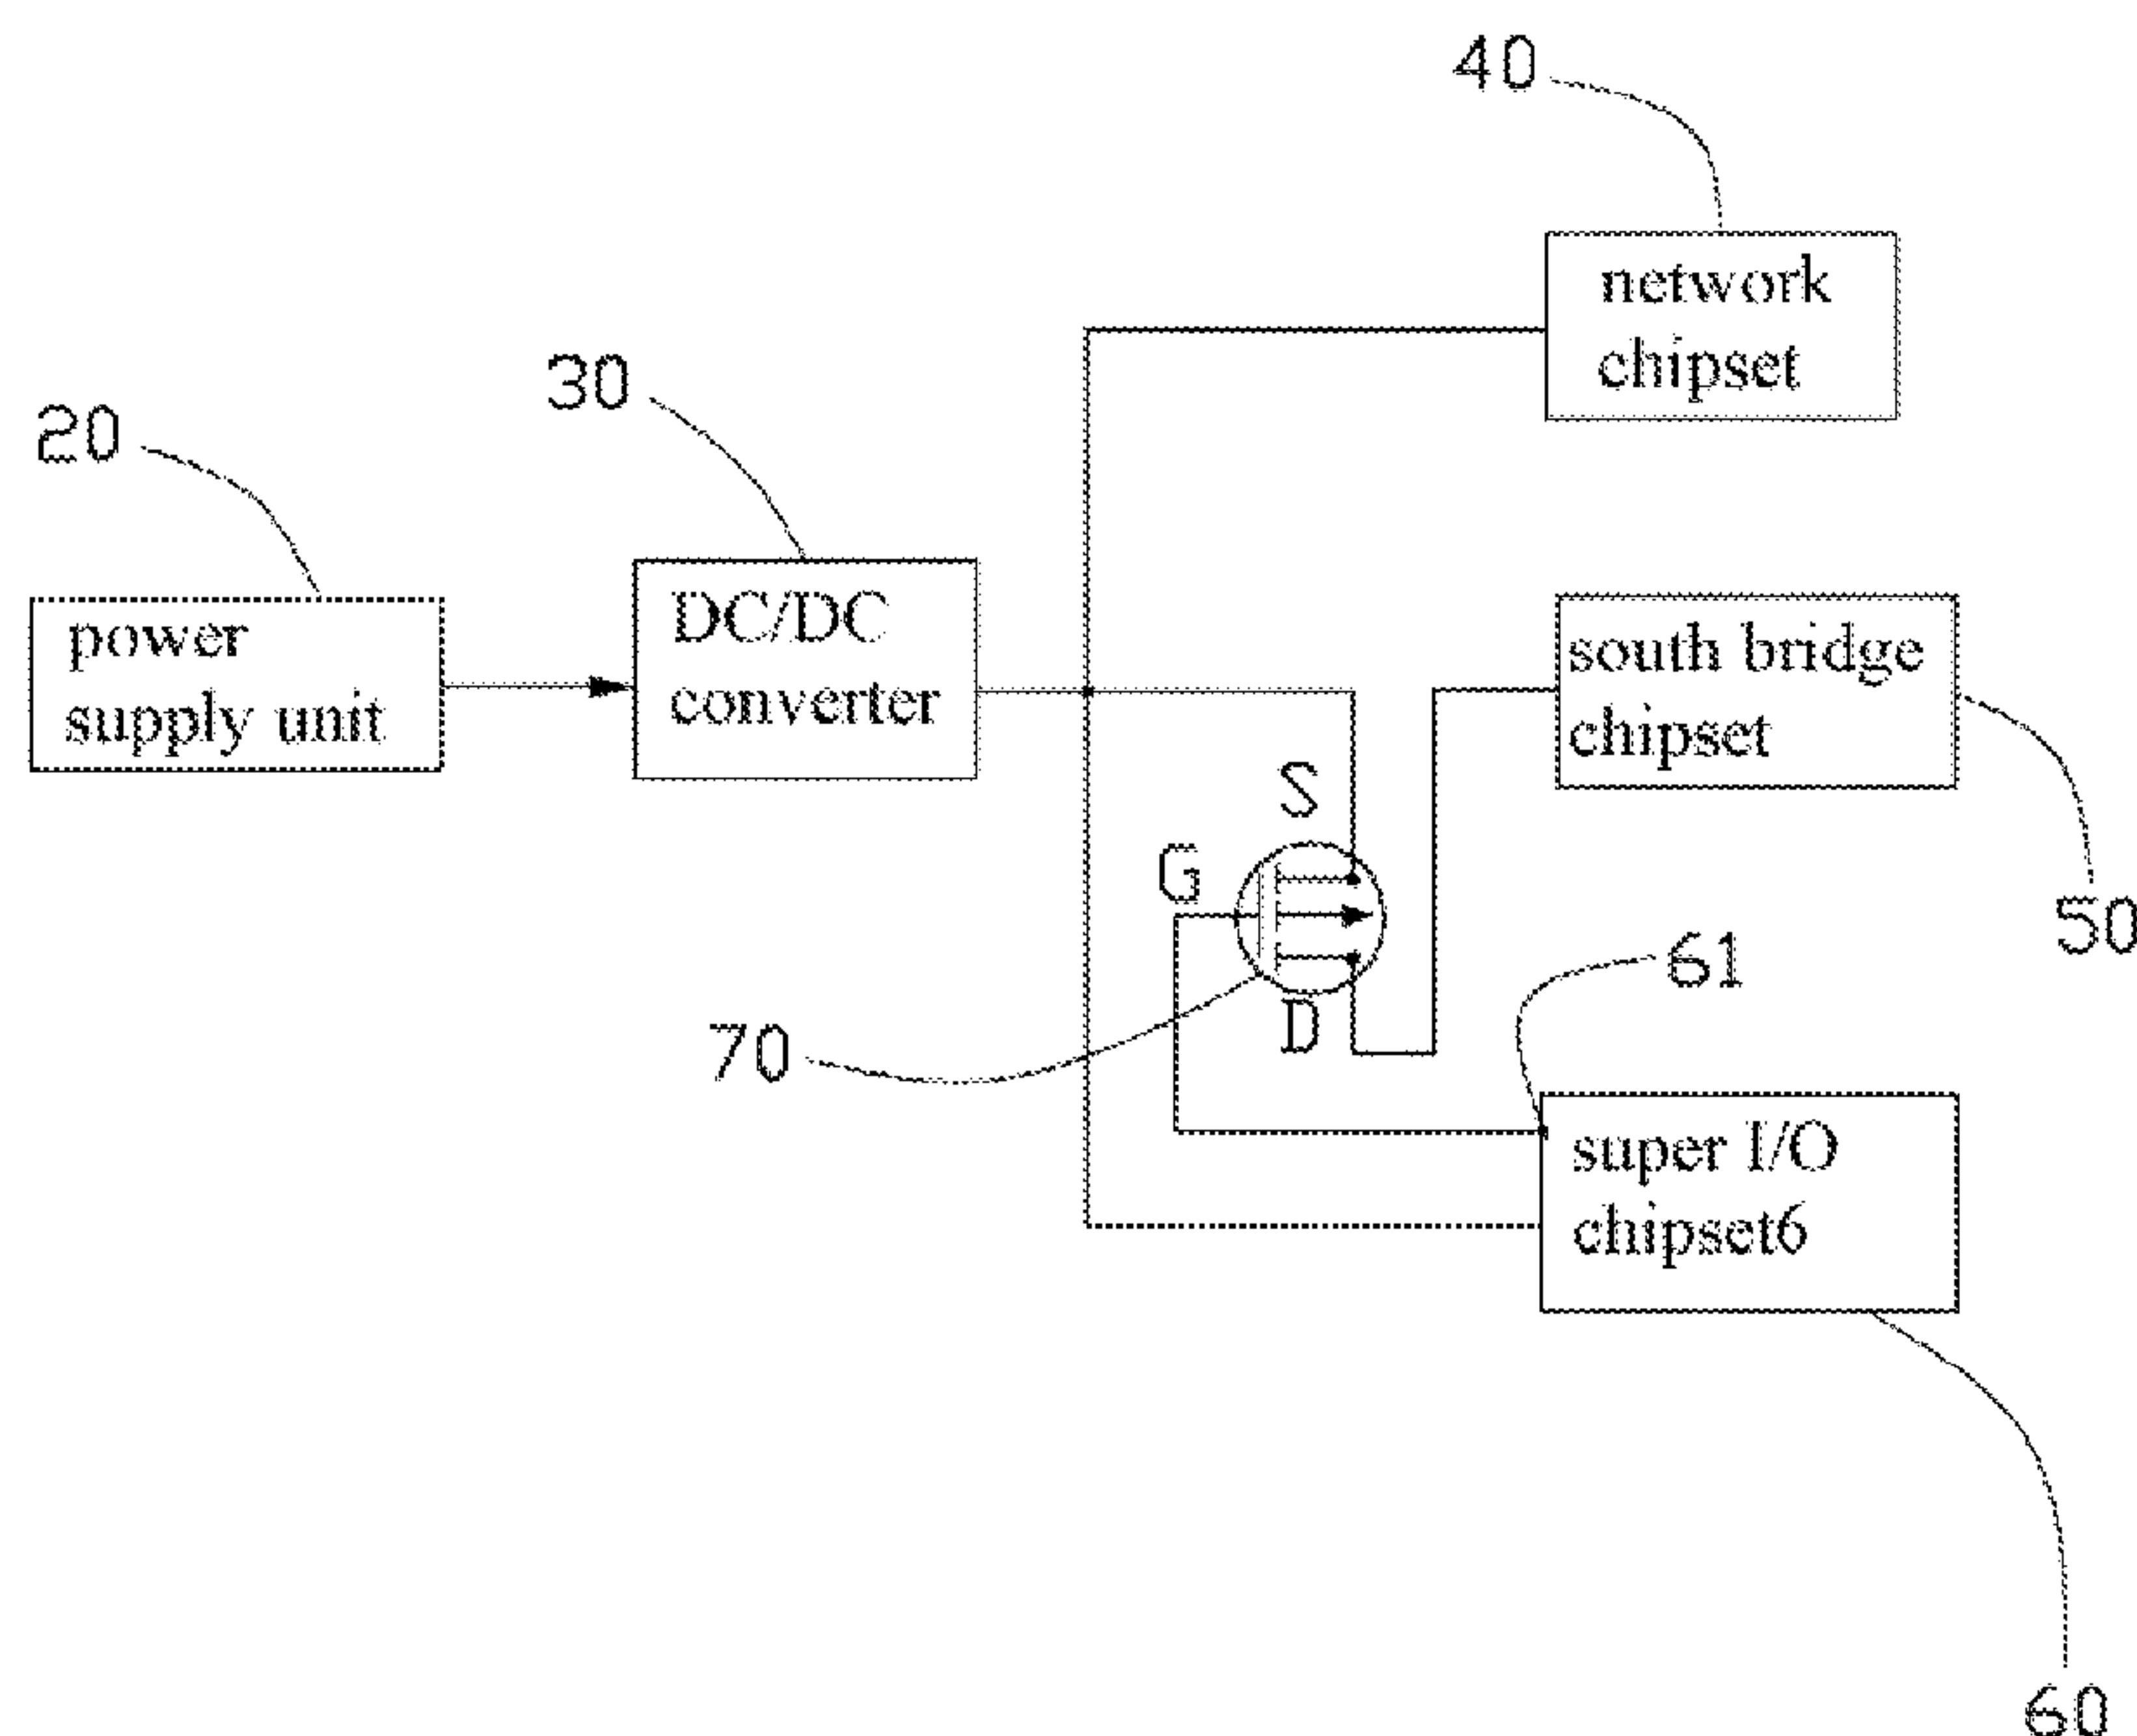 40
network
chipset
30
20
DC/DC
converter
power
supply unit
south bridge
chipset
S
G
50
61
D
70
super I/O
chipset6
60